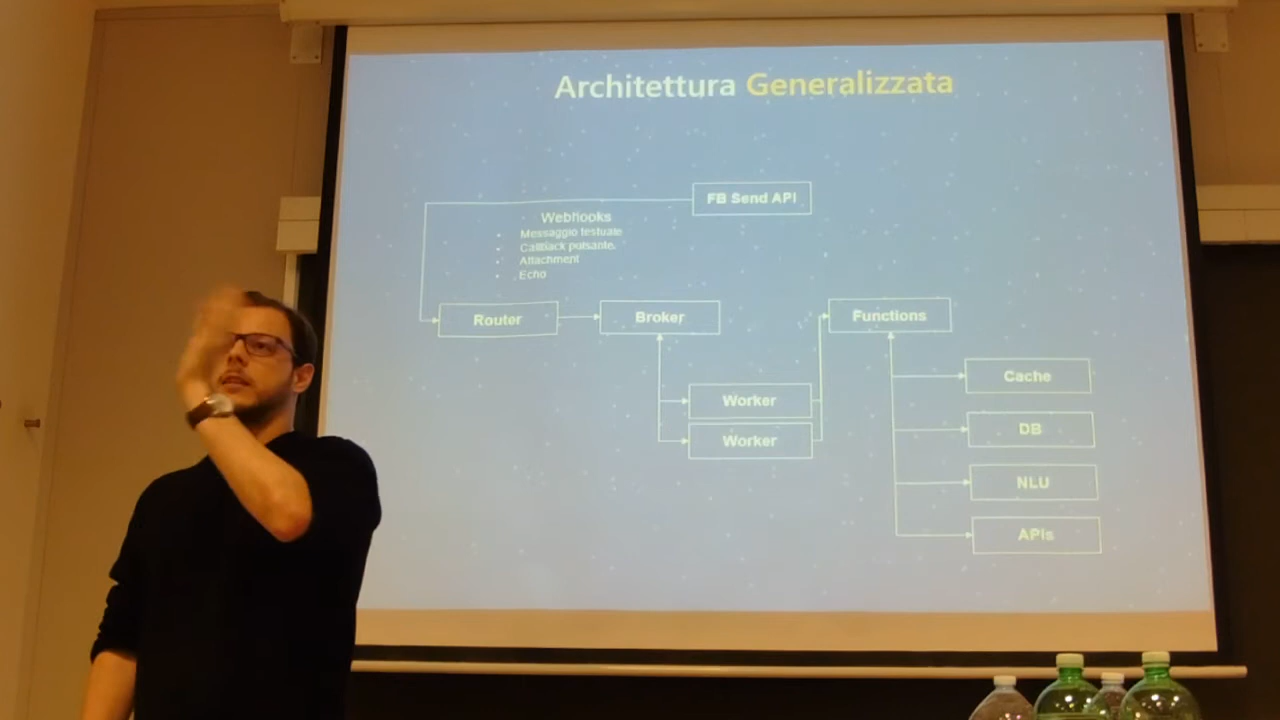 Architettura Generalizzata
FB Send API
Webhooks
Messaggio testuale
Callback pulsante
Attachment
Echo
Router
Broker
Functions
Worker
Worker
Cache
DB
NLU
APIs